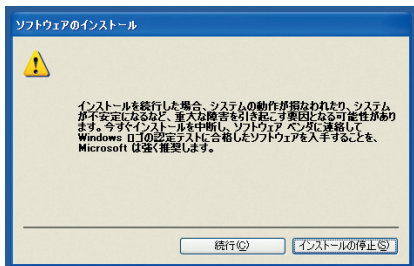 ソフトウェアのインストール
インストールを続行した場合、システムの動作が損なわれたり、システム
が不安定になるなど、重大な障害を引き起こす要因となる可能性があり
ます。今すぐインストールを中断し、ソフトウェア ベンダに連絡して
Windows ロゴの認定テストに合格したソフトウェアを入手することを、
Microsoft は強く推奨します。
続行(C)
インストールの停止(S)